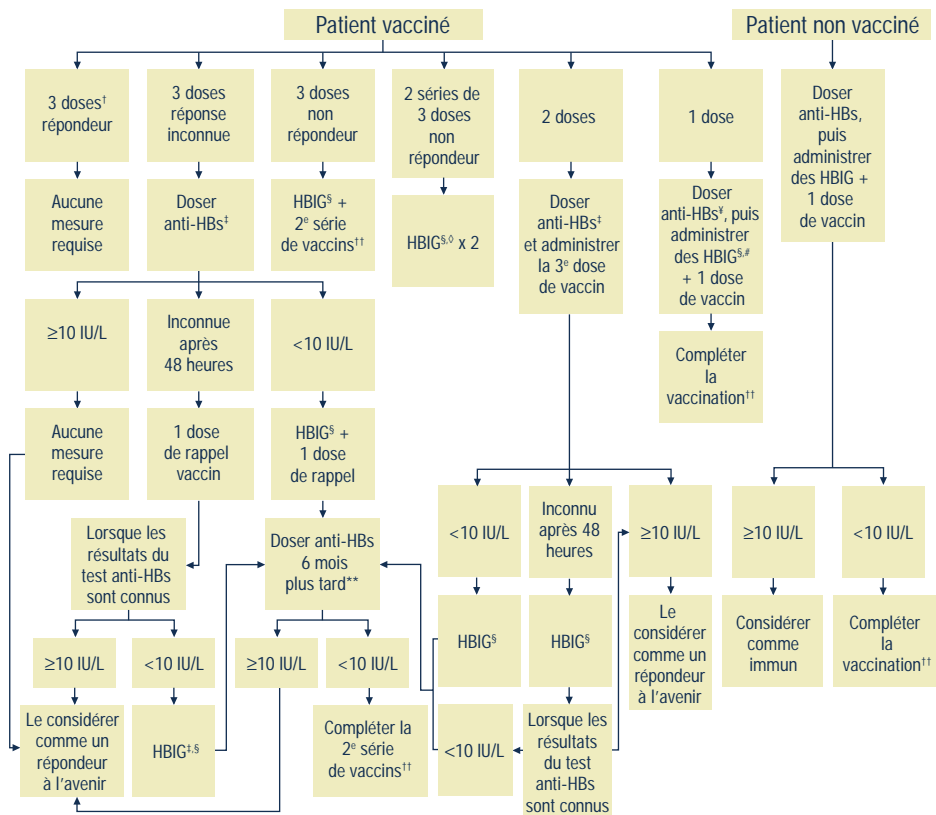 Patient vacciné
Patient non vacciné
3 doses†
répondeur
3 doses
réponse
inconnue
3 doses
non
répondeur
2 séries de
3 doses
non
répondeur
2 doses
1 dose
Doser
anti-HBs,
puis
administrer
des HBIG +
1 dose
de vaccin
Aucune
mesure
requise
Doser
anti-HBs‡
HBIG§ +
2e série
de vaccins††
HBIG§,◊ x 2
Doser
anti-HBs‡
et administrer
la 3e dose
de vaccin
Doser
anti-HBs¥, puis
administrer
des HBIG§,#
+ 1 dose
de vaccin
≥10 IU/L
Inconnue
après
48 heures
<10 IU/L
Compléter
la
vaccination††
Aucune
mesure
requise
1 dose
de rappel
vaccin
HBIG§ +
1 dose
de rappel
<10 IU/L
Inconnu
après 48
heures
≥10 IU/L
≥10 IU/L
<10 IU/L
Lorsque les
résultats du
test anti-HBs
sont connus
Doser anti-HBs
6 mois
plus tard**
HBIG§
HBIG§
Le
considérer
comme un
répondeur
à l'avenir
Considérer
comme
immun
Compléter
la
vaccination††
≥10 IU/L
<10 IU/L
≥10 IU/L
<10 IU/L
Le considérer
comme un
répondeur
à l'avenir
HBIG‡,§
Compléter la
2e série
de vaccins††
<10 IU/L
Lorsque les
résultats
du test
anti-HBs
sont connus